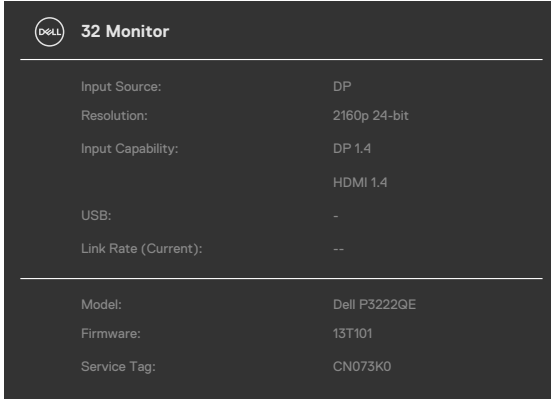 DELL 32 Monitor
Input Source: DP
Resolution: 2160p 24-bit
Input Capability: DP 1.4
HDMI 1.4
USB: -
Link Rate (Current): --
Model: Dell P3222QE
Firmware: 13T101
Service Tag: CN073K0